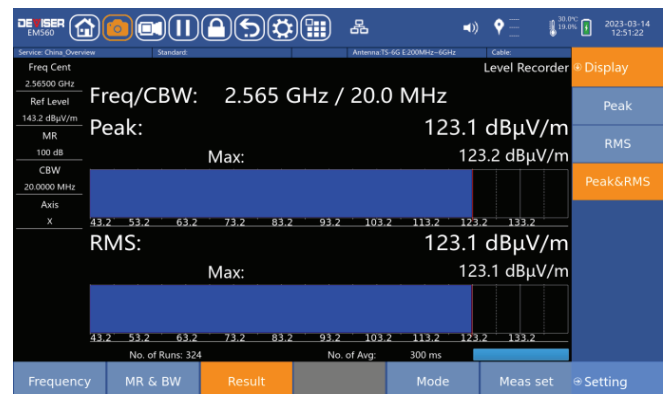 DEVISER
EM560
30.0°C
19.0%
2023-03-14
12:51:22
Service: China_Overview
Standard:
Antenna:TS-6G E:200MHz~6GHz
Cable:
Freq Cent
2.56500 GHz
Ref Level
143.2 dBμV/m
MR
100 dB
CBW
20.0000 MHz
Axis
X
Level Recorder
Freq/CBW: 2.565 GHz / 20.0 MHz
Peak: 123.1 dBμV/m
Max: 123.2 dBμV/m
43.2 53.2 63.2 73.2 83.2 93.2 103.2 113.2 123.2 133.2
RMS: 123.1 dBμV/m
Max: 123.1 dBμV/m
43.2 53.2 63.2 73.2 83.2 93.2 103.2 113.2 123.2 133.2
No. of Runs: 324 No. of Avg: 300 ms
Display
Peak
RMS
Peak&RMS
Frequency
MR & BW
Result
Mode
Meas set
Setting